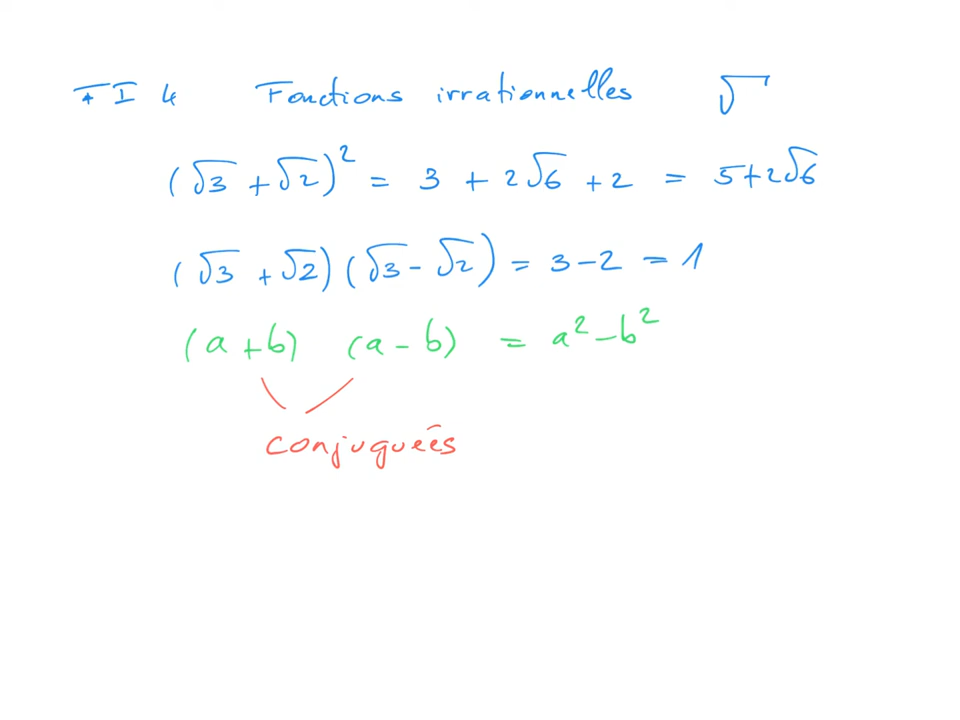 FI 4 Fonctions irrationnelles √
(√3 + √2)² = 3 + 2√6 + 2 = 5+2√6
(√3 + √2)(√3 - √2) = 3 - 2 = 1
(a + b) (a - b) = a² - b²
conjuguées